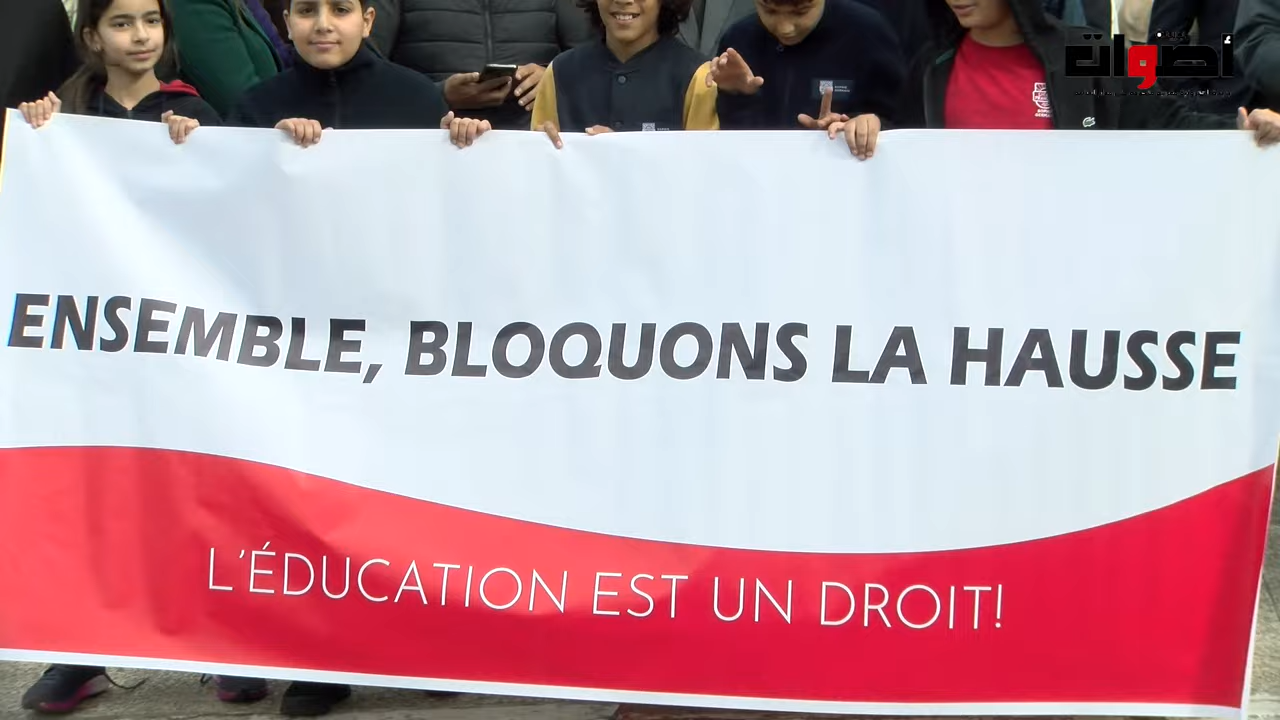 أصوات
ENSEMBLE, BLOQUONS LA HAUSSE
L'ÉDUCATION EST UN DROIT!